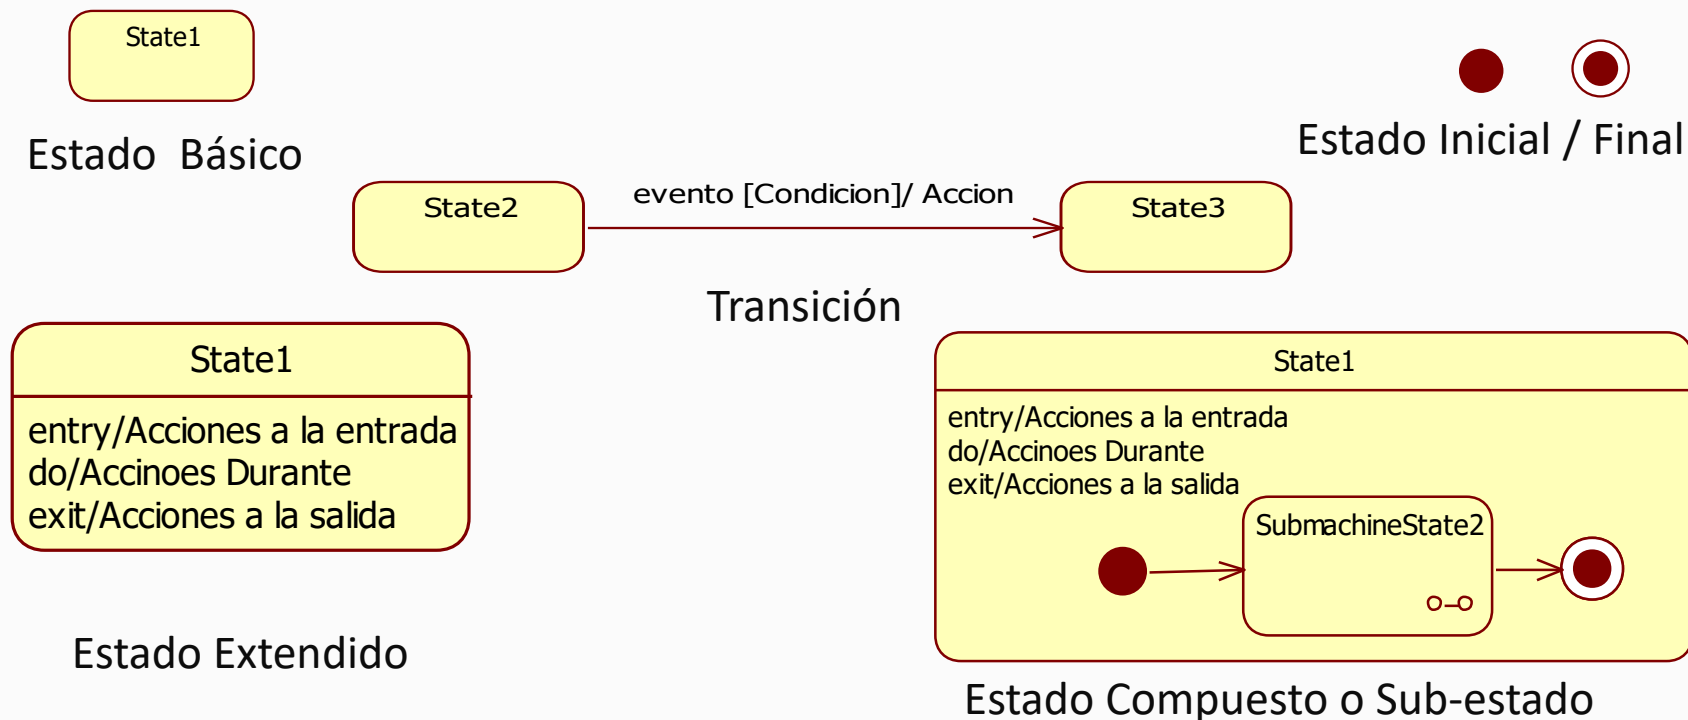 State1
Estado Básico
Estado Inicial / Final
State2
evento [Condicion]/ Accion
State3
Transición
State1
entry/Acciones a la entrada
do/Accinoes Durante
exit/Acciones a la salida
Estado Extendido
State1
entry/Acciones a la entrada
do/Accinoes Durante
exit/Acciones a la salida
SubmachineState2
Estado Compuesto o Sub-estado